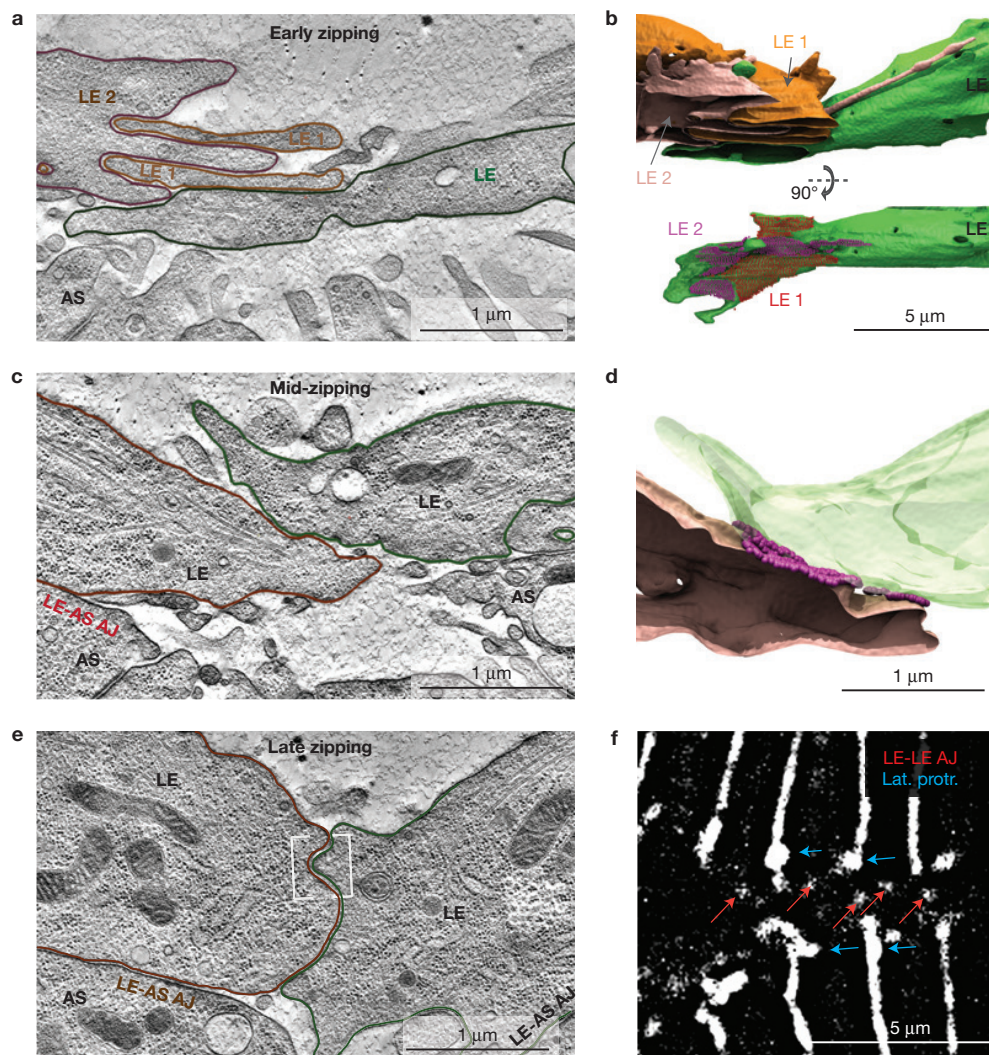 a
Early zipping
LE 2
LE 1
LE 1
LE
AS
1 μm
b
LE 1
LE
LE 2
90°
LE 2
LE
LE 1
5 μm
c
Mid-zipping
LE
LE
AS
LE-AS AJ
AS
1 μm
d
1 μm
e
Late zipping
LE
LE
AS
LE-AS AJ
LE-AS AJ
1 μm
f
LE-LE AJ
Lat. protr.
5 μm